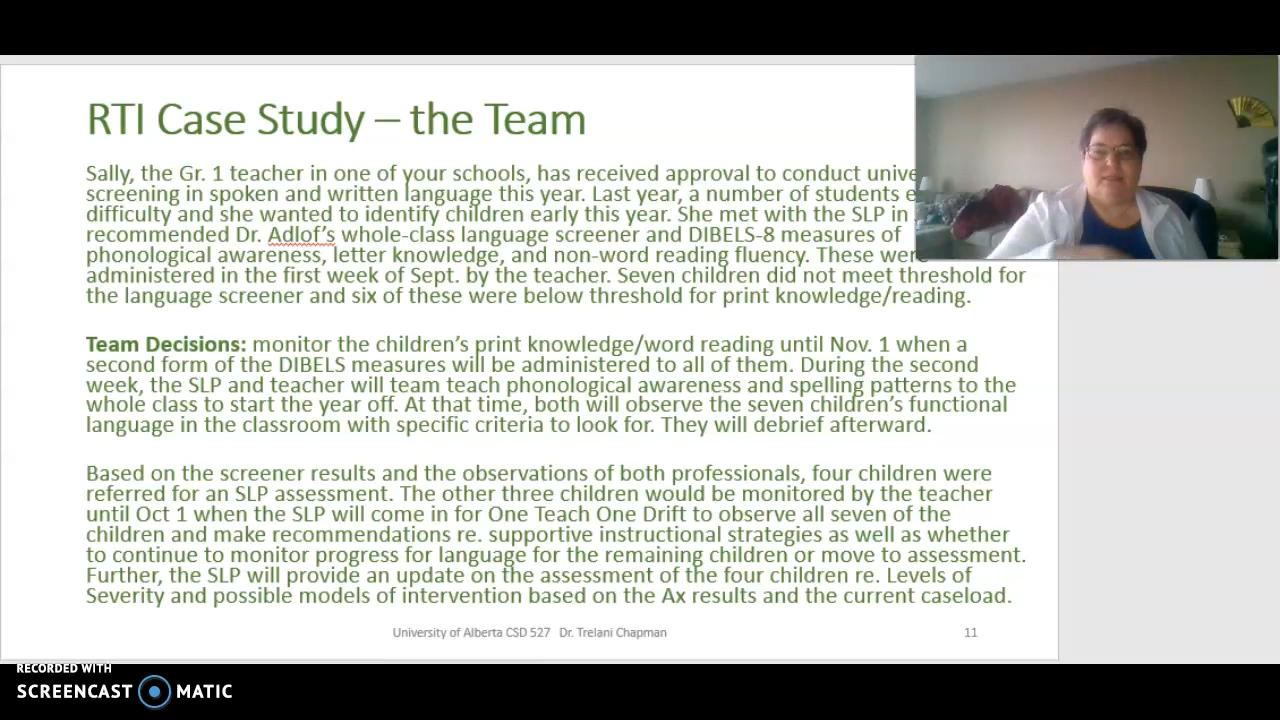 RTI Case Study – the Team
Sally, the Gr. 1 teacher in one of your schools, has received approval to conduct
screening in spoken and written language this year. Last year, a number of students
difficulty and she wanted to identify children early this year. She met with the SLP in
recommended Dr. Adlof's whole-class language screener and DIBELS-8 measures of
phonological awareness, letter knowledge, and non-word reading fluency. These were
administered in the first week of Sept. by the teacher. Seven children did not meet threshold for
the language screener and six of these were below threshold for print knowledge/reading.
Team Decisions: monitor the children's print knowledge/word reading until Nov. 1 when a
second form of the DIBELS measures will be administered to all of them. During the second
week, the SLP and teacher will team teach phonological awareness and spelling patterns to the
whole class to start the year off. At that time, both will observe the seven children's functional
language in the classroom with specific criteria to look for. They will debrief afterward.
Based on the screener results and the observations of both professionals, four children were
referred for an SLP assessment. The other three children would be monitored by the teacher
until Oct 1 when the SLP will come in for One Teach One Drift to observe all seven of the
children and make recommendations re. supportive instructional strategies as well as whether
to continue to monitor progress for language for the remaining children or move to assessment.
Further, the SLP will provide an update on the assessment of the four children re. Levels of
Severity and possible models of intervention based on the Ax results and the current caseload.
University of Alberta CSD 527 Dr. Trelani Chapman
11
RECORDED WITH
SCREENCAST MATIC